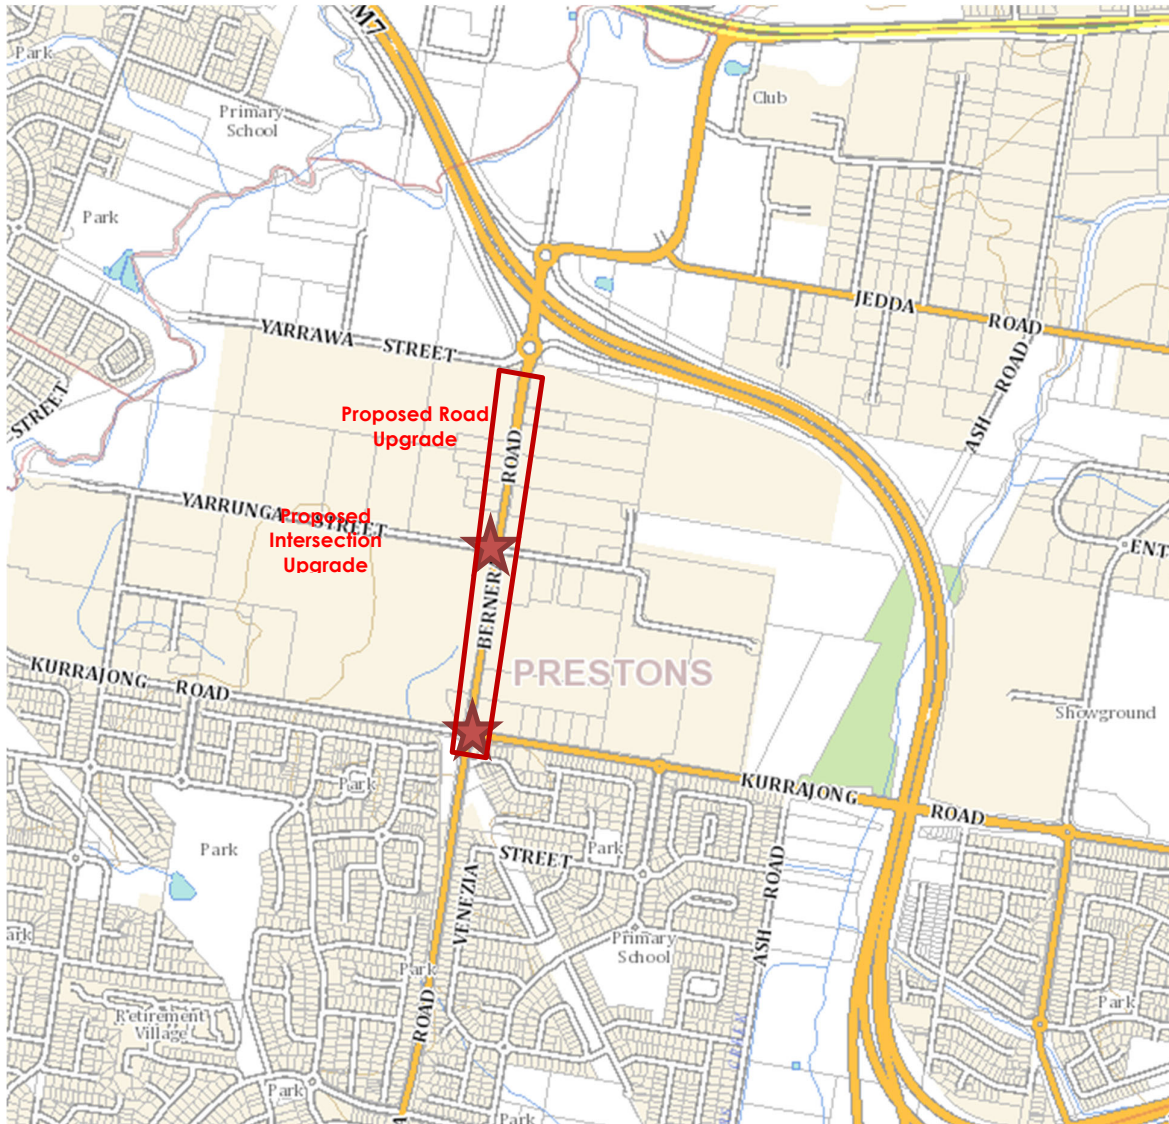 M7
Park
Primary
School
Club
Park
JEDDA ROAD
YARRAWA STREET
ASH ROAD
STREET
Proposed Road
Upgrade
ROAD
YARRUNGA STREET
Proposed
Intersection
Upgrade
ENT
BERNER
PRESTONS
KURRAJONG ROAD
Showground
Park
KURRAJONG ROAD
Park
STREET
Park
VENEZIA
ASH ROAD
ark
Primary
School
Park
ROAD
Retirement
Village
Park
Park
Park
A